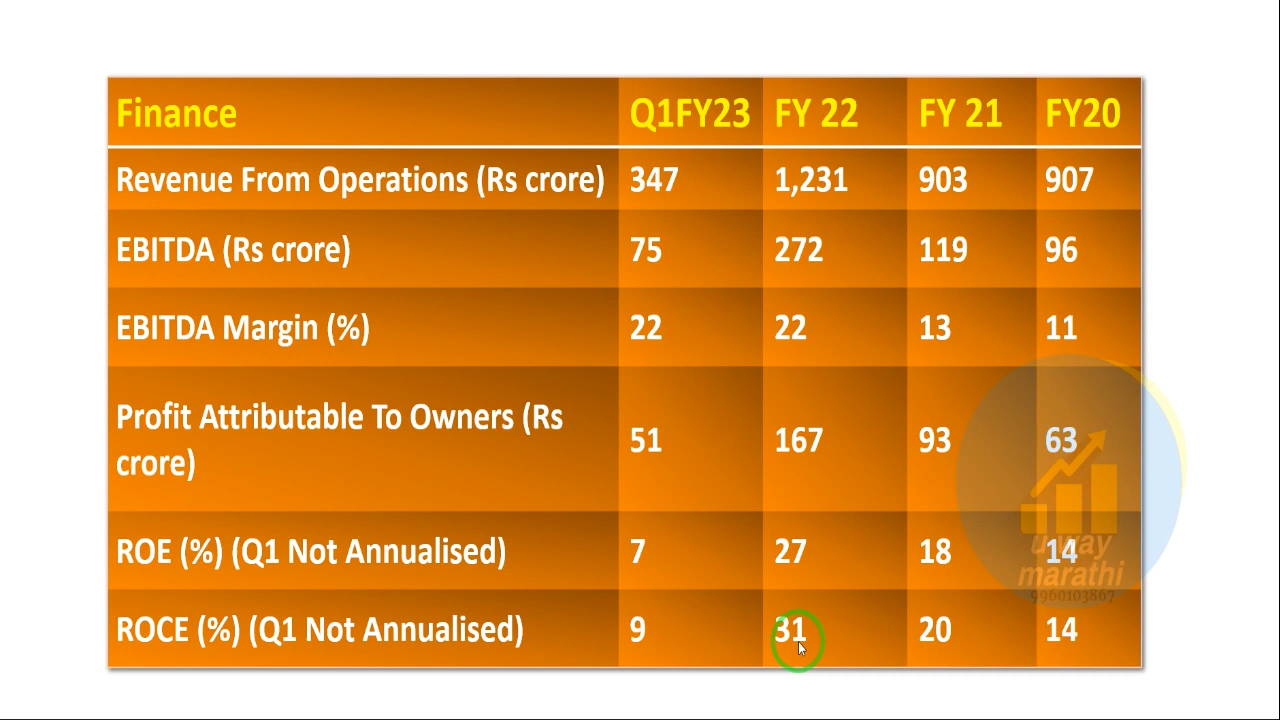 Finance Q1FY23 FY 22 FY 21 FY20
Revenue From Operations (Rs crore) 347 1,231 903 907
EBITDA (Rs crore) 75 272 119 96
EBITDA Margin (%) 22 22 13 11
Profit Attributable To Owners (Rs
crore) 51 167 93 63
ROE (%) (Q1 Not Annualised) 7 27 18 14
ROCE (%) (Q1 Not Annualised) 9 31 20 14
marathi
9960103867